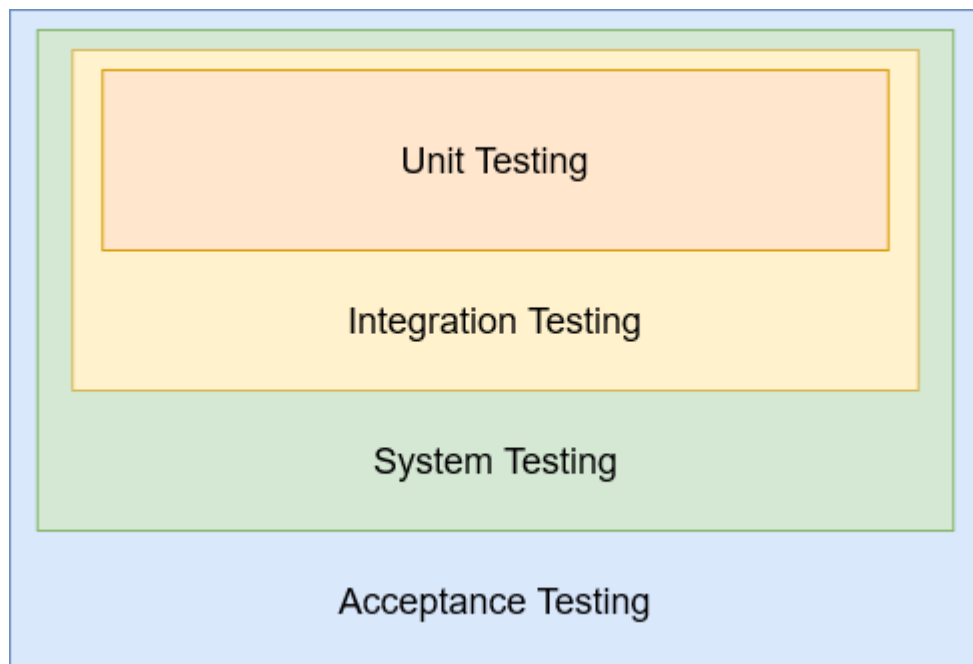 Unit Testing
Integration Testing
System Testing
Acceptance Testing